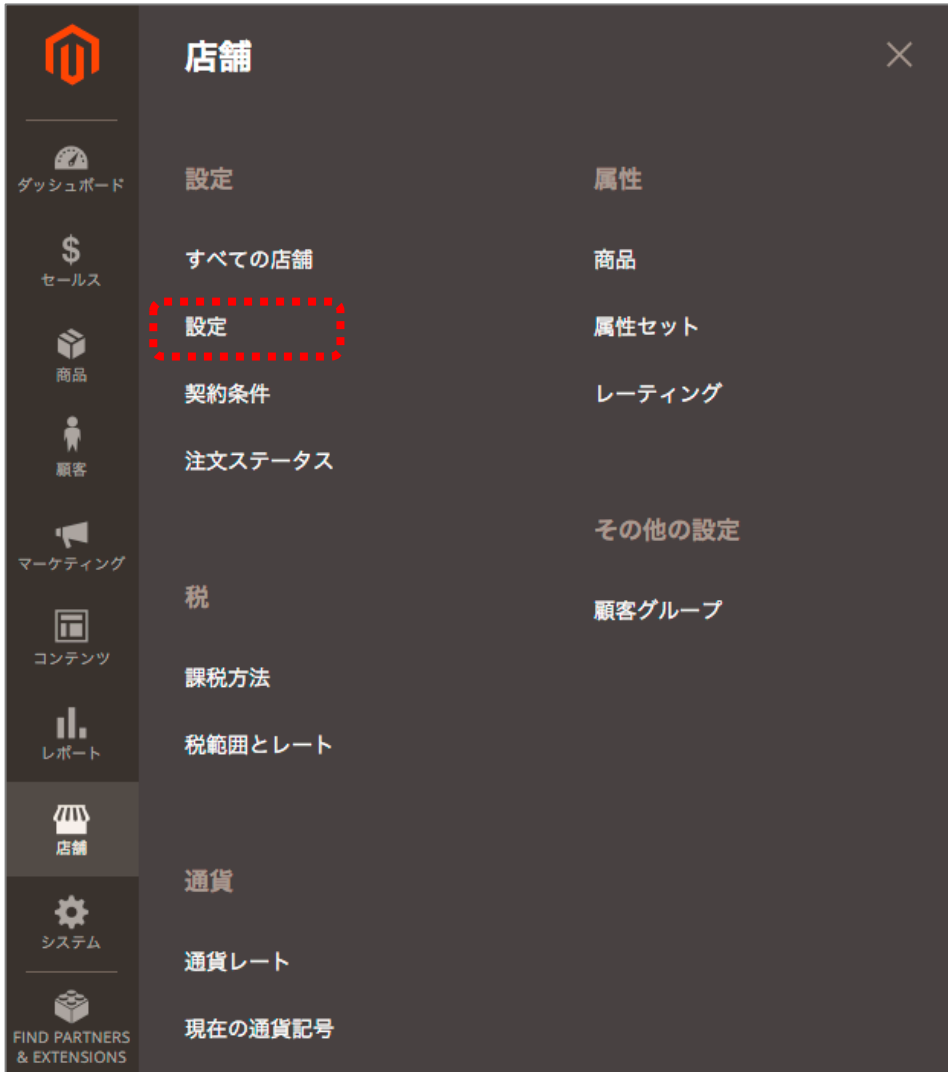 店舗
ダッシュボード
セールス
商品
顧客
マーケティング
コンテンツ
レポート
店舗
システム
FIND PARTNERS
& EXTENSIONS
設定
すべての店舗
設定
契約条件
注文ステータス
税
課税方法
税範囲とレート
通貨
通貨レート
現在の通貨記号
属性
商品
属性セット
レーティング
その他の設定
顧客グループ